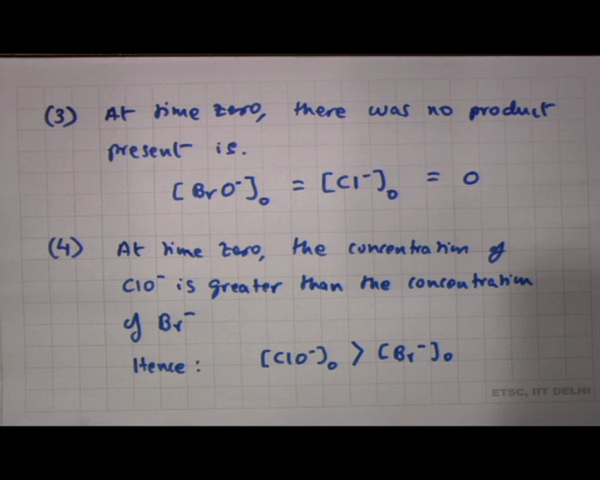 (3) At time zero, there was no product
present ie.
[BrO⁻]₀ = [Cl⁻]₀ = 0
(4) At time zero, the concentration of
ClO⁻ is greater than the concentration
of Br⁻
Hence : [ClO⁻]₀ > [Br⁻]₀
ETSC, IIT DELHI